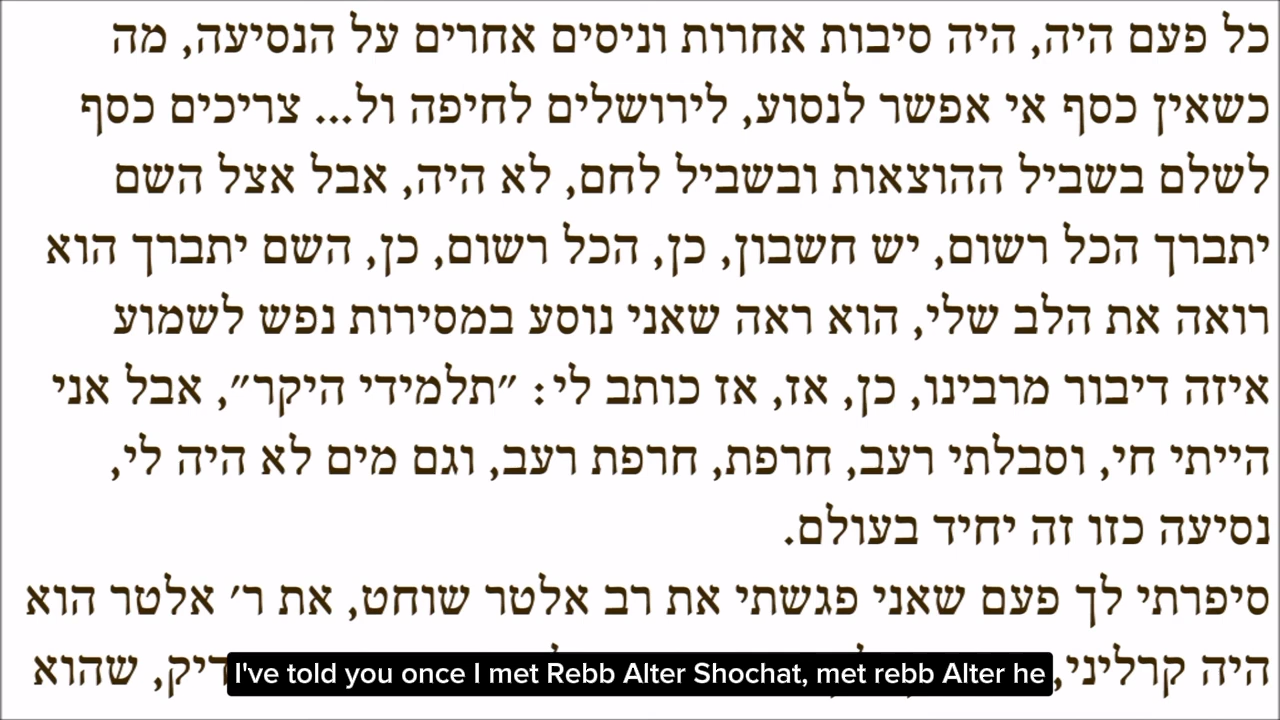 כל פעם היה, היה סיבות אחרות וניסים אחרים על הנסיעה, מה
כשאין כסף אי אפשר לנסוע, לירושלים לחיפה ול... צריכים כסף
לשלם בשביל ההוצאות ובשביל לחם, לא היה, אבל אצל השם
יתברך הכל רשום, יש חשבון, כן, הכל רשום, כן, השם יתברך הוא
רואה את הלב שלי, הוא ראה שאני נוסע במסירות נפש לשמוע
איזה דיבור מרבינו, כן, אז, אז כותב לי: ״תלמידי היקר״, אבל אני
הייתי חי, וסבלתי רעב, חרפת, חרפת רעב, וגם מים לא היה לי,
נסיעה כזו זה יחיד בעולם.
סיפרתי לך פעם שאני פגשתי את רב אלטר שוחט, את ר׳ אלטר הוא
היה קרליני, שהוא
I've told you once I met Rebb Alter Shochat, met rebb Alter he